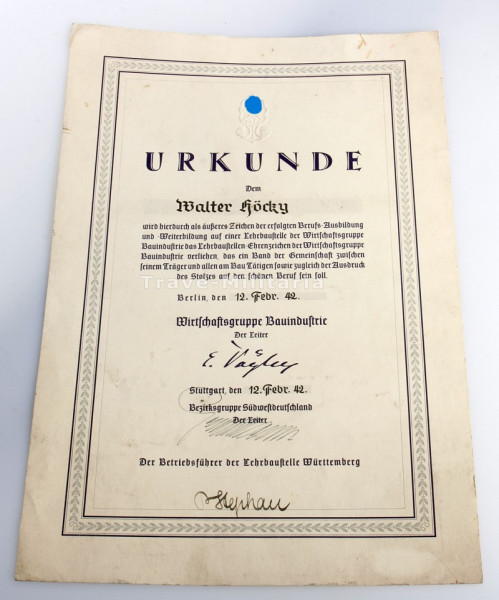 URKUNDE
Dem
Walter Höcky
wird hierdurch als äußeres Zeichen der erfolgten Berufs-Ausbildung
und -Weiterbildung auf einer Lehrbaustelle der Wirtschaftsgruppe
Bauindustrie das Lehrbaustellen-Ehrenzeichen der Wirtschaftsgruppe
Bauindustrie verliehen, das ein Band der Gemeinschaft zwischen
seinem Träger und allen am Bau Tätigen sowie zugleich der Ausdruck
des Stolzes auf den schönen Beruf sein soll.
Trave-Militaria
Berlin, den 12. Febr. 42.
Wirtschaftsgruppe Bauindustrie
Der Leiter
Stuttgart, den 12. Febr. 42.
Bezirksgruppe Südwestdeutschland
Der Leiter
Der Betriebsführer der Lehrbaustelle Württemberg
Stephan